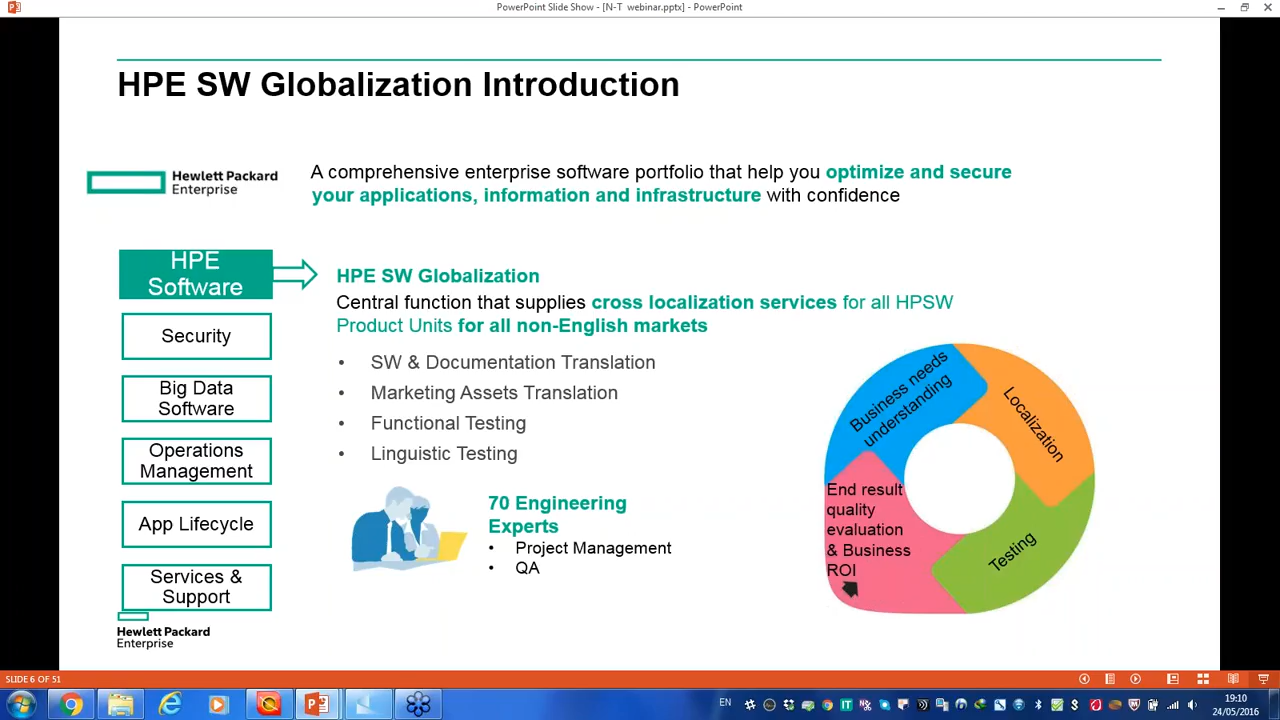 PowerPoint Slide Show - [N-T webinar.pptx] - PowerPoint
HPE SW Globalization Introduction
Hewlett Packard
Enterprise
A comprehensive enterprise software portfolio that help you optimize and secure
your applications, information and infrastructure with confidence
HPE
Software
Security
Big Data
Software
Operations
Management
App Lifecycle
Services &
Support
HPE SW Globalization
Central function that supplies cross localization services for all HPSW
Product Units for all non-English markets
• SW & Documentation Translation
• Marketing Assets Translation
• Functional Testing
• Linguistic Testing
70 Engineering
Experts
• Project Management
• QA
Business needs
understanding
Localization
Testing
End result
quality
evaluation
& Business
ROI
Hewlett Packard
Enterprise
SLIDE 6 OF 51
EN
19:10
24/05/2016